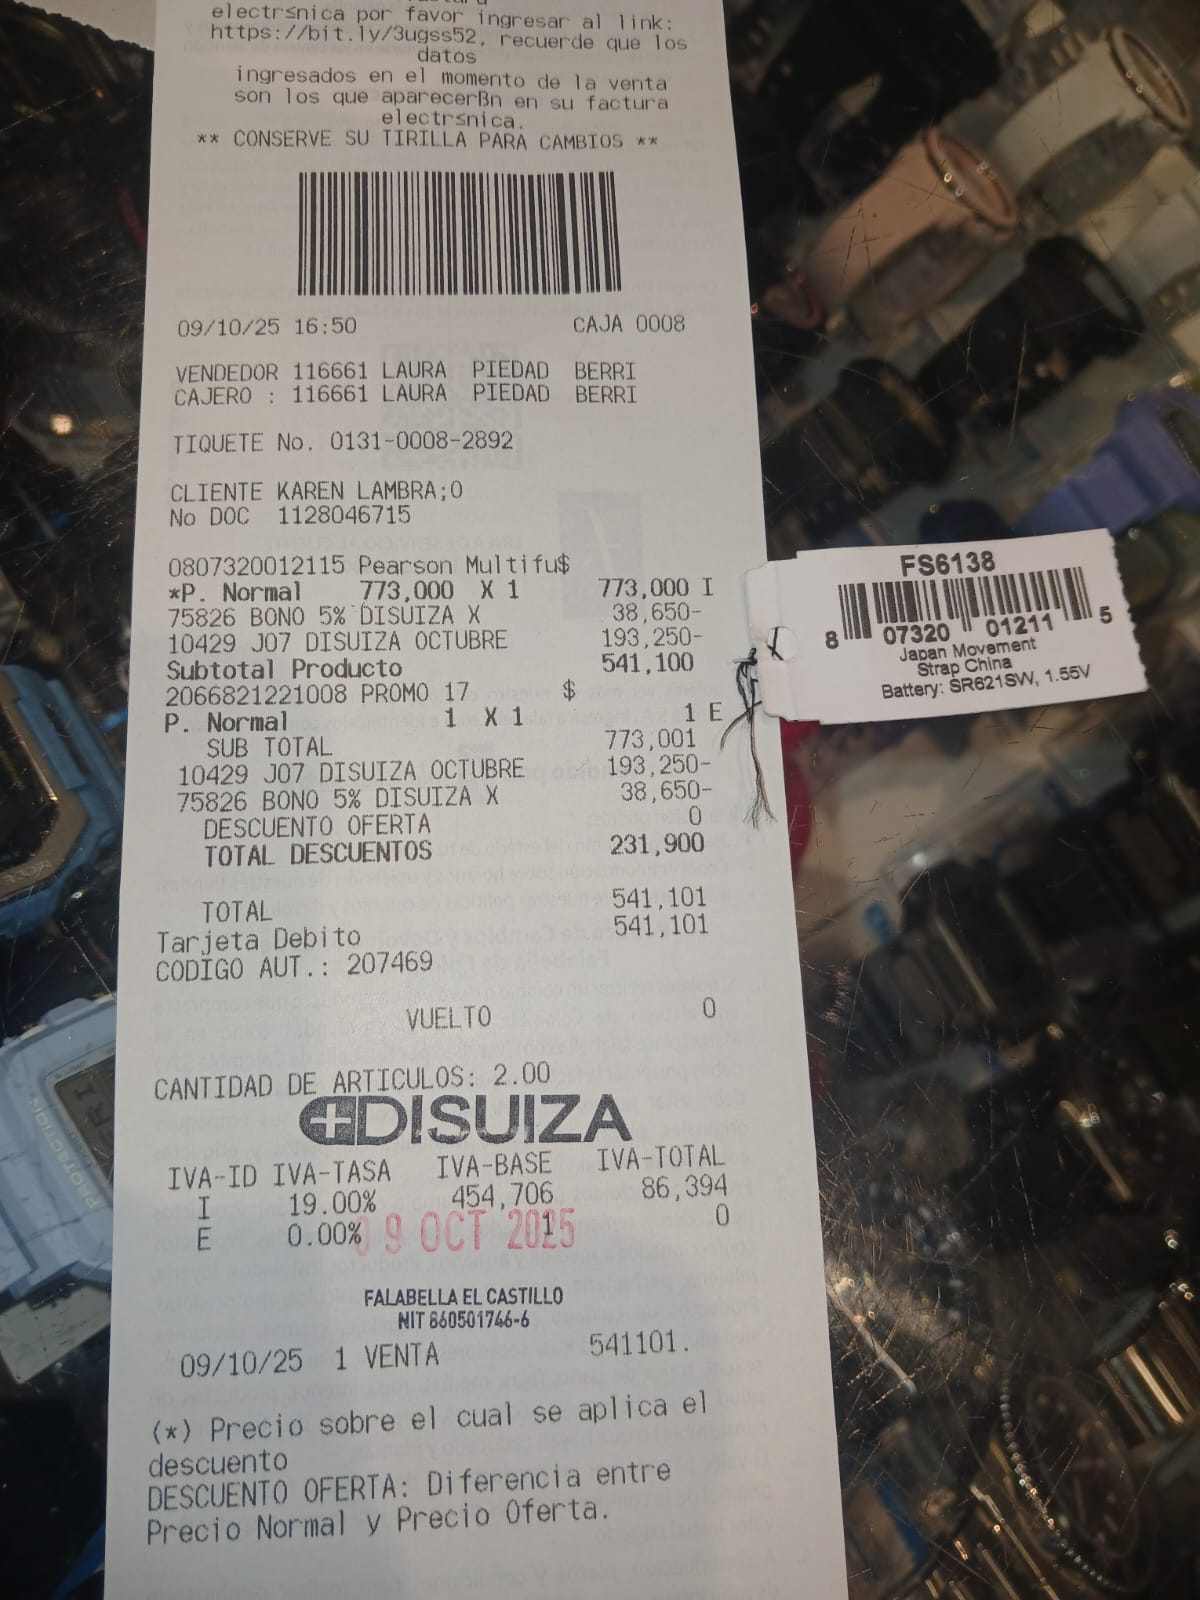 electr≤nica por favor ingresar al link:
https://bit.ly/3ugss52, recuerde que los
datos
ingresados en el momento de la venta
son los que aparecerßn en su factura
electr≤nica.
** CONSERVE SU TIRILLA PARA CAMBIOS **
09/10/25 16:50 CAJA 0008
VENDEDOR 116661 LAURA PIEDAD BERRI
CAJERO : 116661 LAURA PIEDAD BERRI
TIQUETE No. 0131-0008-2892
CLIENTE KAREN LAMBRA;O
No DOC 1128046715
0807320012115 Pearson Multifu$
*P. Normal 773,000 X 1 773,000 I
75826 BONO 5% DISUIZA X 38,650-
10429 J07 DISUIZA OCTUBRE 193,250-
Subtotal Producto 541,100
2066821221008 PROMO 17 $
P. Normal 1 X 1 1 E
SUB TOTAL 773,001
10429 J07 DISUIZA OCTUBRE 193,250-
75826 BONO 5% DISUIZA X 38,650-
DESCUENTO OFERTA 0
TOTAL DESCUENTOS 231,900
TOTAL 541,101
Tarjeta Debito 541,101
CODIGO AUT.: 207469
VUELTO 0
CANTIDAD DE ARTICULOS: 2.00
DISUIZA
IVA-ID IVA-TASA IVA-BASE IVA-TOTAL
I 19.00% 454,706 86,394
E 0.00% 1 0
09 OCT 2025
FALABELLA EL CASTILLO
NIT 860501746-6
09/10/25 1 VENTA 541101.
(*) Precio sobre el cual se aplica el
descuento
DESCUENTO OFERTA: Diferencia entre
Precio Normal y Precio Oferta.
FS6138
8 07320 01211 5
Japan Movement
Strap China
Battery: SR621SW, 1.55V
PROTECTION